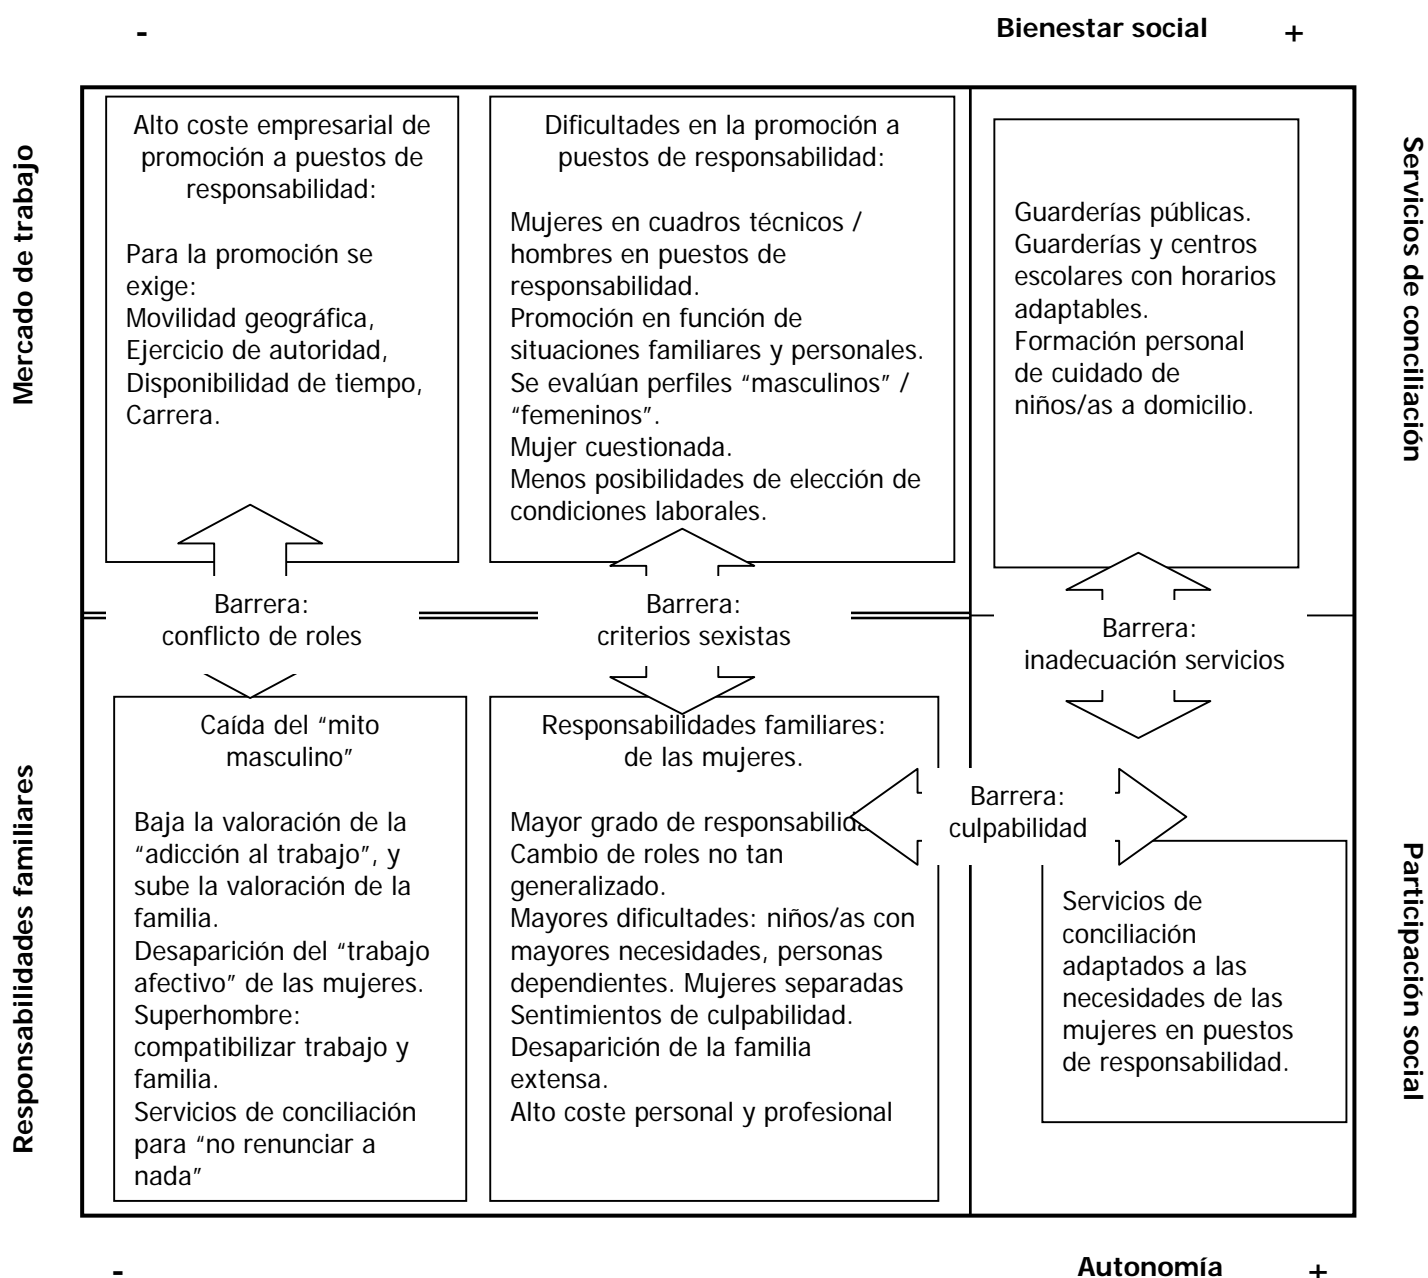 -
Bienestar social +
Mercado de trabajo
Alto coste empresarial de
promoción a puestos de
responsabilidad:
Para la promoción se
exige:
Movilidad geográfica,
Ejercicio de autoridad,
Disponibilidad de tiempo,
Carrera.
Dificultades en la promoción a
puestos de responsabilidad:
Mujeres en cuadros técnicos /
hombres en puestos de
responsabilidad.
Promoción en función de
situaciones familiares y personales.
Se evalúan perfiles “masculinos” /
“femeninos”.
Mujer cuestionada.
Menos posibilidades de elección de
condiciones laborales.
Guarderías públicas.
Guarderías y centros
escolares con horarios
adaptables.
Formación personal
de cuidado de
niños/as a domicilio.
Servicios de conciliación
Barrera:
conflicto de roles
Barrera:
criterios sexistas
Barrera:
inadecuación servicios
Responsabilidades familiares
Caída del “mito
masculino”
Baja la valoración de la
“adicción al trabajo”, y
sube la valoración de la
familia.
Desaparición del “trabajo
afectivo” de las mujeres.
Superhombre:
compatibilizar trabajo y
familia.
Servicios de conciliación
para “no renunciar a
nada”
Responsabilidades familiares:
de las mujeres.
Mayor grado de
Cambio de roles no tan
generalizado.
Mayores dificultades: niños/as con
mayores necesidades, personas
dependientes. Mujeres separadas
Sentimientos de culpabilidad.
Desaparición de la familia
extensa.
Alto coste personal y profesional
Barrera:
culpabilidad
Servicios de
conciliación
adaptados a las
necesidades de las
mujeres en puestos
de responsabilidad.
Participación social
-
Autonomía +